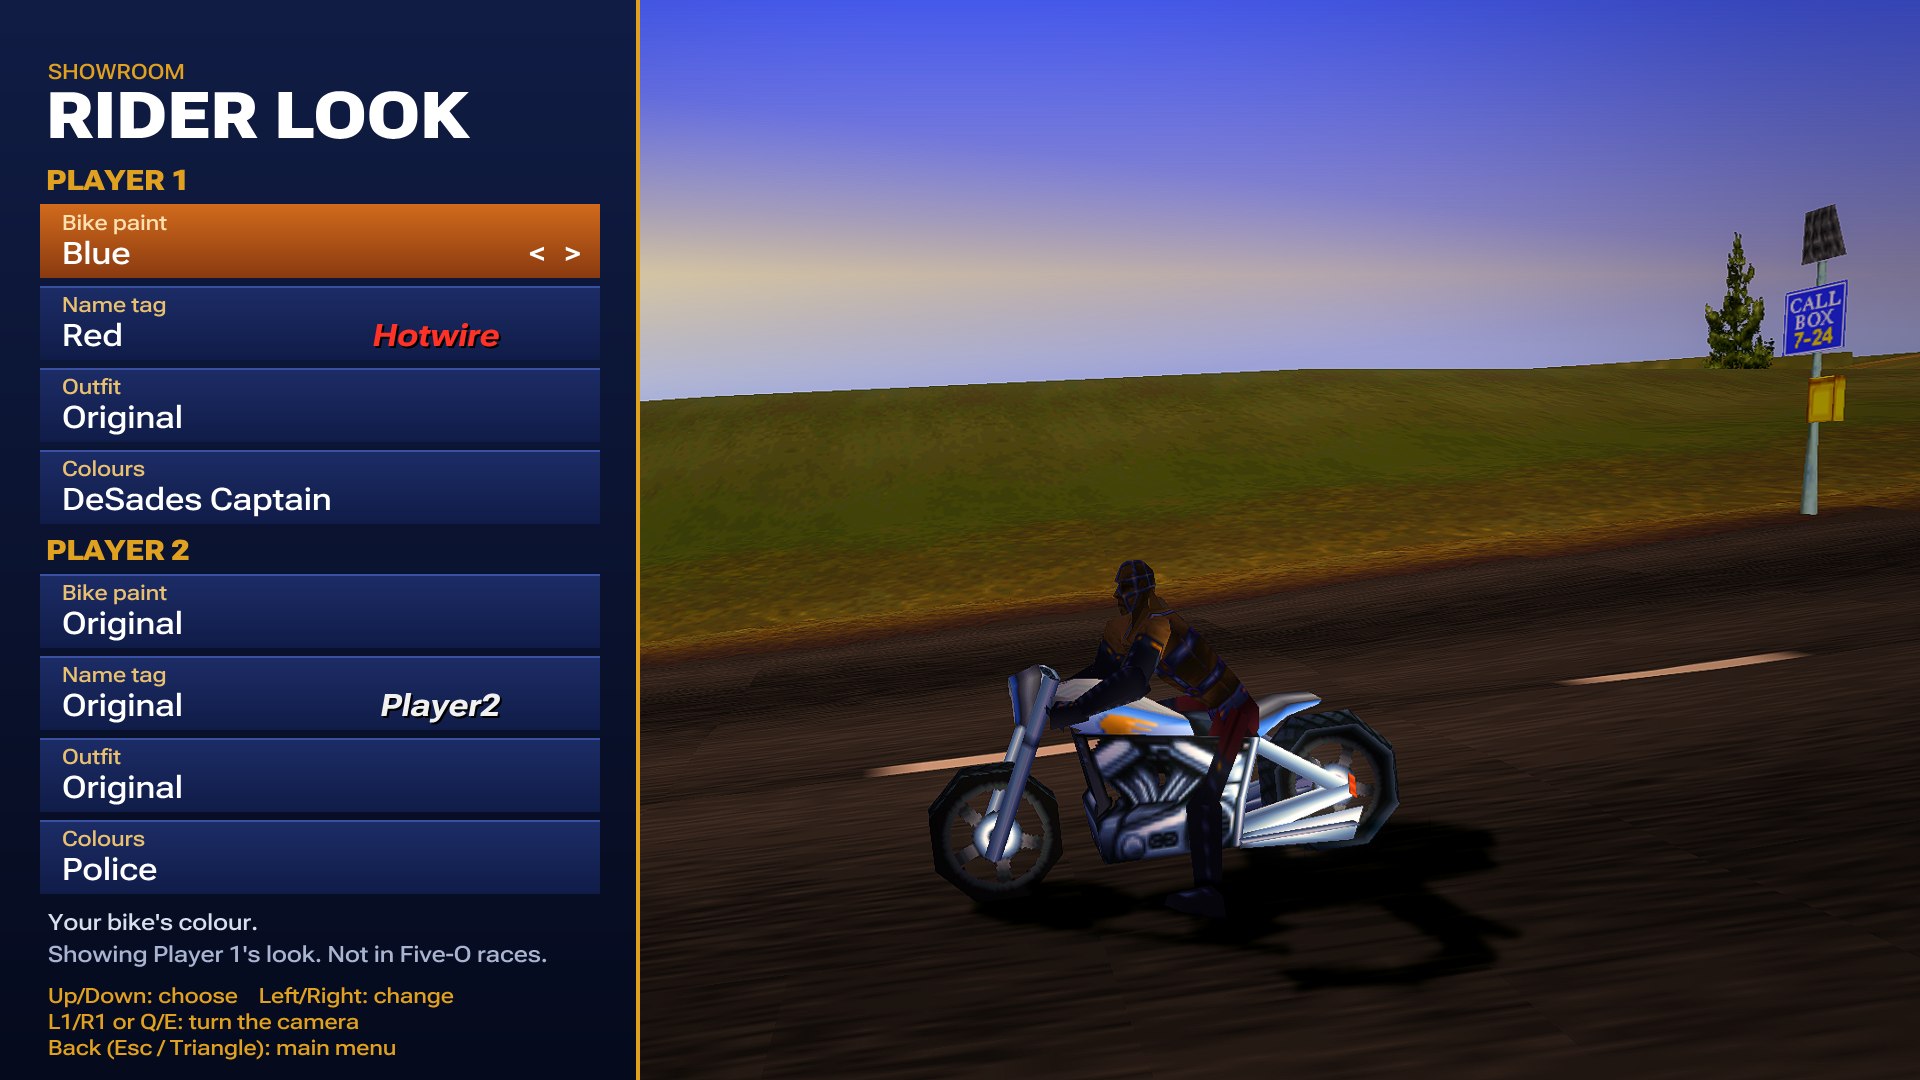 SHOWROOM
RIDER LOOK
PLAYER 1
Bike paint
Blue < >
Name tag
Red Hotwire
Outfit
Original
Colours
DeSades Captain
PLAYER 2
Bike paint
Original
Name tag
Original Player2
Outfit
Original
Colours
Police
Your bike's colour.
Showing Player 1's look. Not in Five-O races.
Up/Down: choose Left/Right: change
L1/R1 or Q/E: turn the camera
Back (Esc / Triangle): main menu
CALL
BOX
7-24